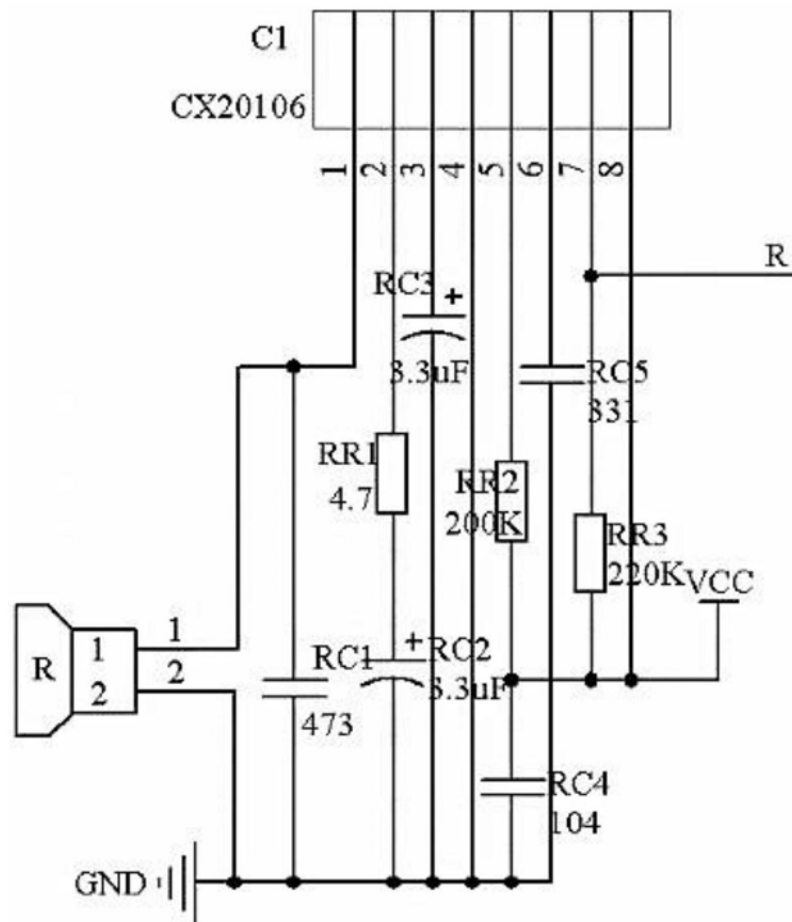 C1
CX20106
1 2 3 4 5 6 7 8
R
RC3 +
3.3uF
RC5
331
RR1
4.7
RR2
200K
RR3
220K
VCC
R
1 1
2 2
RC1
473
+ RC2
3.3uF
RC4
104
GND